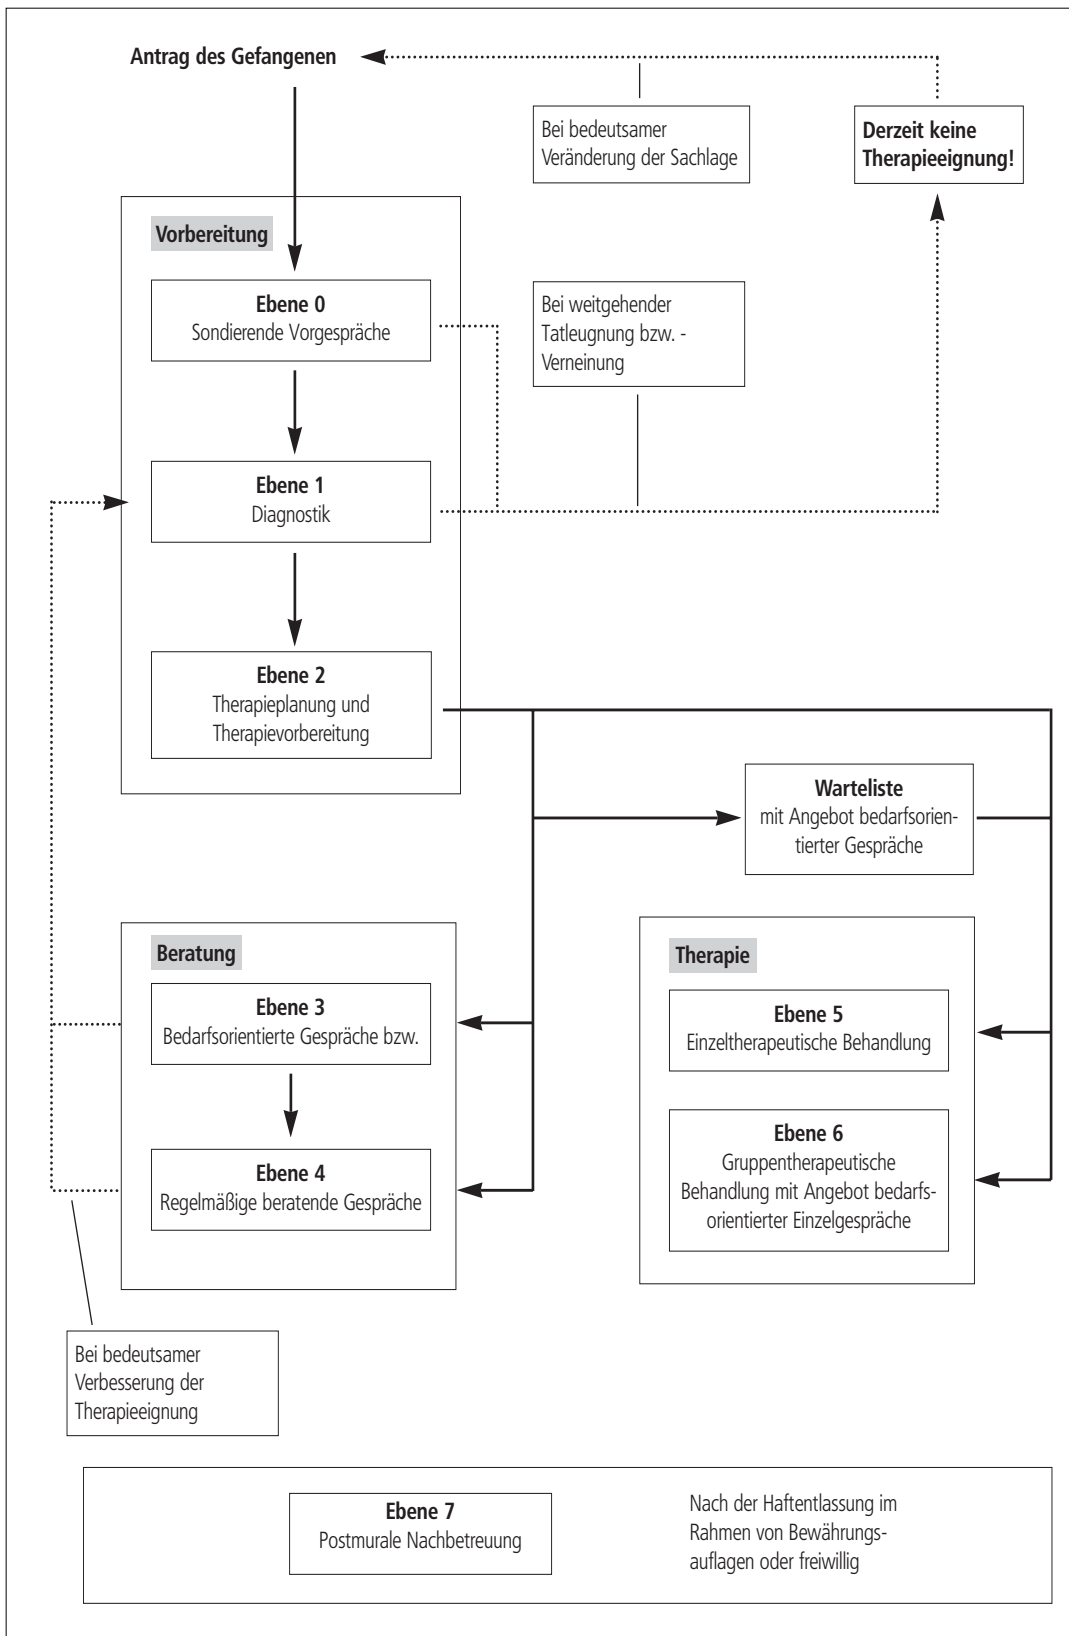 Antrag des Gefangenen
Bei bedeutsamer
Veränderung der Sachlage
Derzeit keine
Therapieeignung!
Vorbereitung
Ebene 0
Sondierende Vorgespräche
Bei weitgehender
Tatleugnung bzw. -
Verneinung
Ebene 1
Diagnostik
Ebene 2
Therapieplanung und
Therapievorbereitung
Warteliste
mit Angebot bedarfsorien-
tierter Gespräche
Beratung
Ebene 3
Bedarfsorientierte Gespräche bzw.
Ebene 4
Regelmäßige beratende Gespräche
Therapie
Ebene 5
Einzeltherapeutische Behandlung
Ebene 6
Gruppentherapeutische
Behandlung mit Angebot bedarfs-
orientierter Einzelgespräche
Bei bedeutsamer
Verbesserung der
Therapieeignung
Ebene 7
Postmurale Nachbetreuung
Nach der Haftentlassung im
Rahmen von Bewährungs-
auflagen oder freiwillig